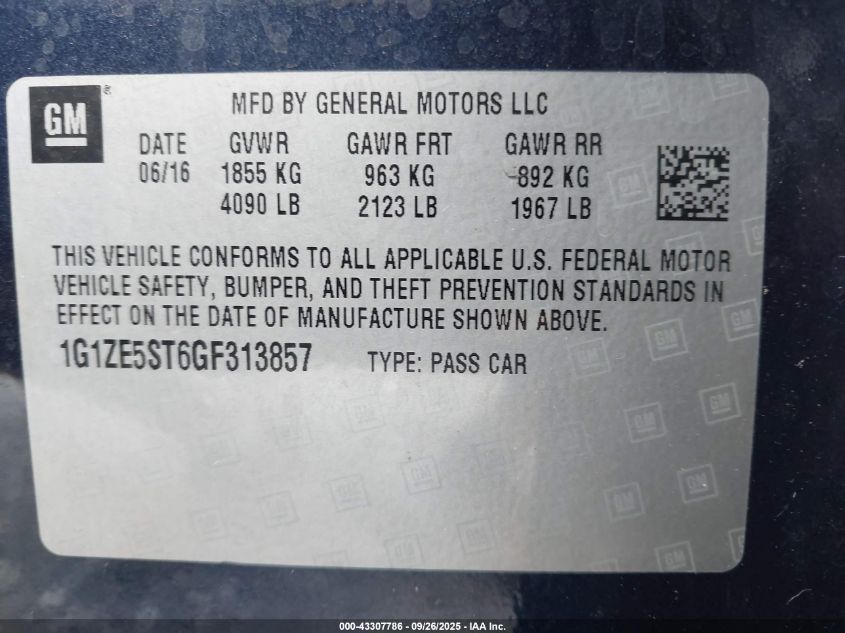 GM
MFD BY GENERAL MOTORS LLC
DATE GVWR GAWR FRT GAWR RR
06/16 1855 KG 963 KG 892 KG
4090 LB 2123 LB 1967 LB
THIS VEHICLE CONFORMS TO ALL APPLICABLE U.S. FEDERAL MOTOR
VEHICLE SAFETY, BUMPER, AND THEFT PREVENTION STANDARDS IN
EFFECT ON THE DATE OF MANUFACTURE SHOWN ABOVE.
1G1ZE5ST6GF313857 TYPE: PASS CAR
000-43307786 - 09/26/2025 - IAA Inc.